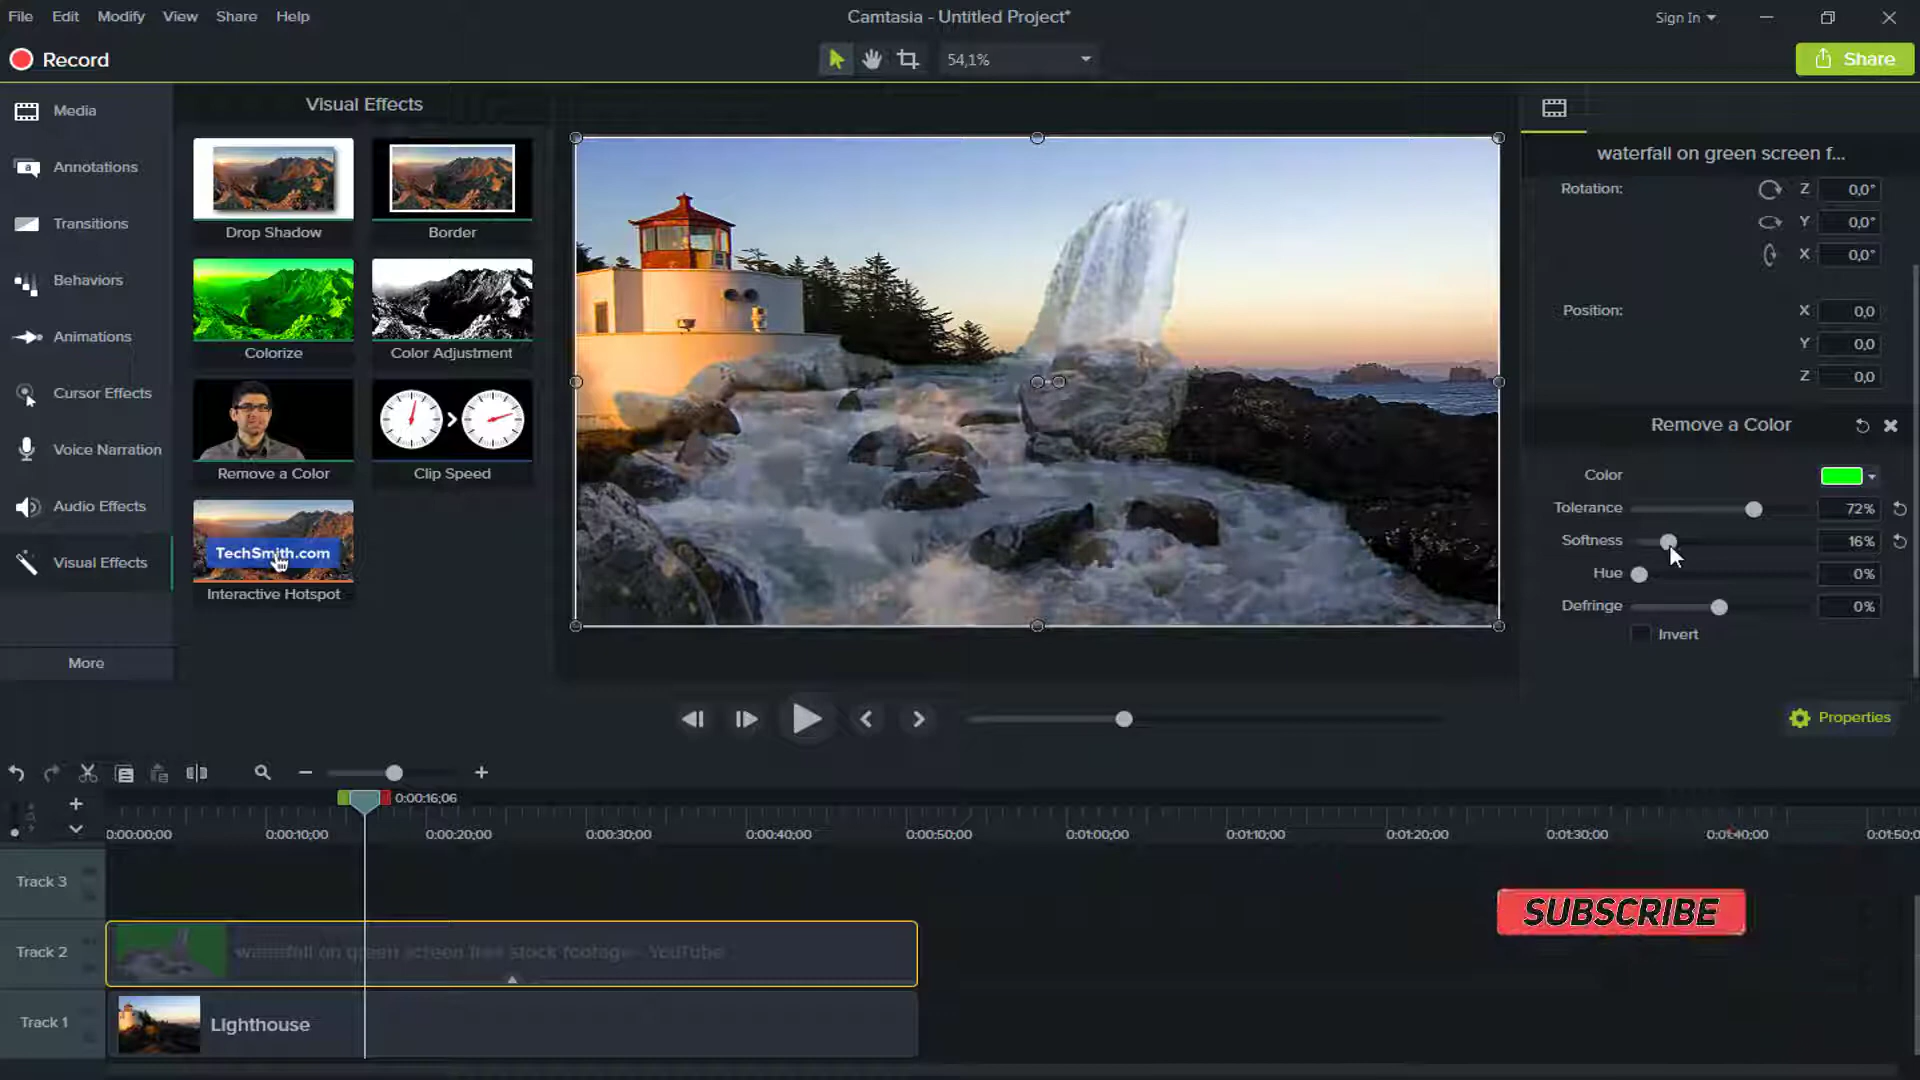 File Edit Modify View Share Help
Camtasia - Untitled Project*
Sign In
Record
54,1%
Share
Media
Annotations
Transitions
Behaviors
Animations
Cursor Effects
Voice Narration
Audio Effects
Visual Effects
More
Visual Effects
Drop Shadow
Border
Colorize
Color Adjustment
Remove a Color
Clip Speed
TechSmith.com
Interactive Hotspot
waterfall on green screen f...
Rotation:
Z 0,0°
Y 0,0°
X 0,0°
Position:
X 0,0
Y 0,0
Z 0,0
Remove a Color
Color
Tolerance 72%
Softness 16%
Hue 0%
Defringe 0%
Invert
Properties
0:00:16;06
0:00:00;00 0:00:10;00 0:00:20;00 0:00:30;00 0:00:40;00 0:00:50;00 0:01:00;00 0:01:10;00 0:01:20;00 0:01:30;00 0:01:40;00 0:01:50;0
Track 3
SUBSCRIBE
Track 2
waterfall on green screen free stock footage - YouTube
Track 1
Lighthouse